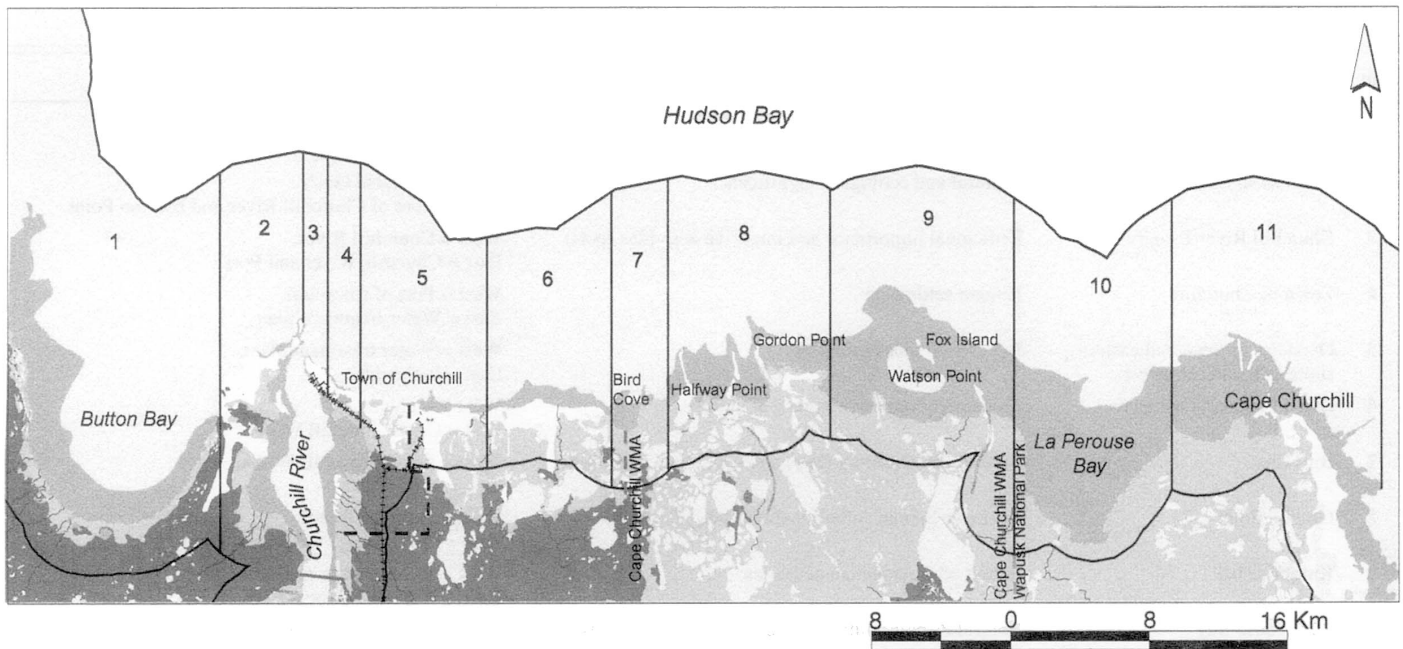 N
Hudson Bay
1
2
3
4
5
6
7
8
9
10
11
Gordon Point
Fox Island
Town of Churchill
Bird
Cove
Halfway Point
Watson Point
Button Bay
Cape Churchill
La Perouse
Bay
Churchill River
Cape Churchill WMA
Cape Churchill WMA
Wapusk National Park
8 0 8 16 Km